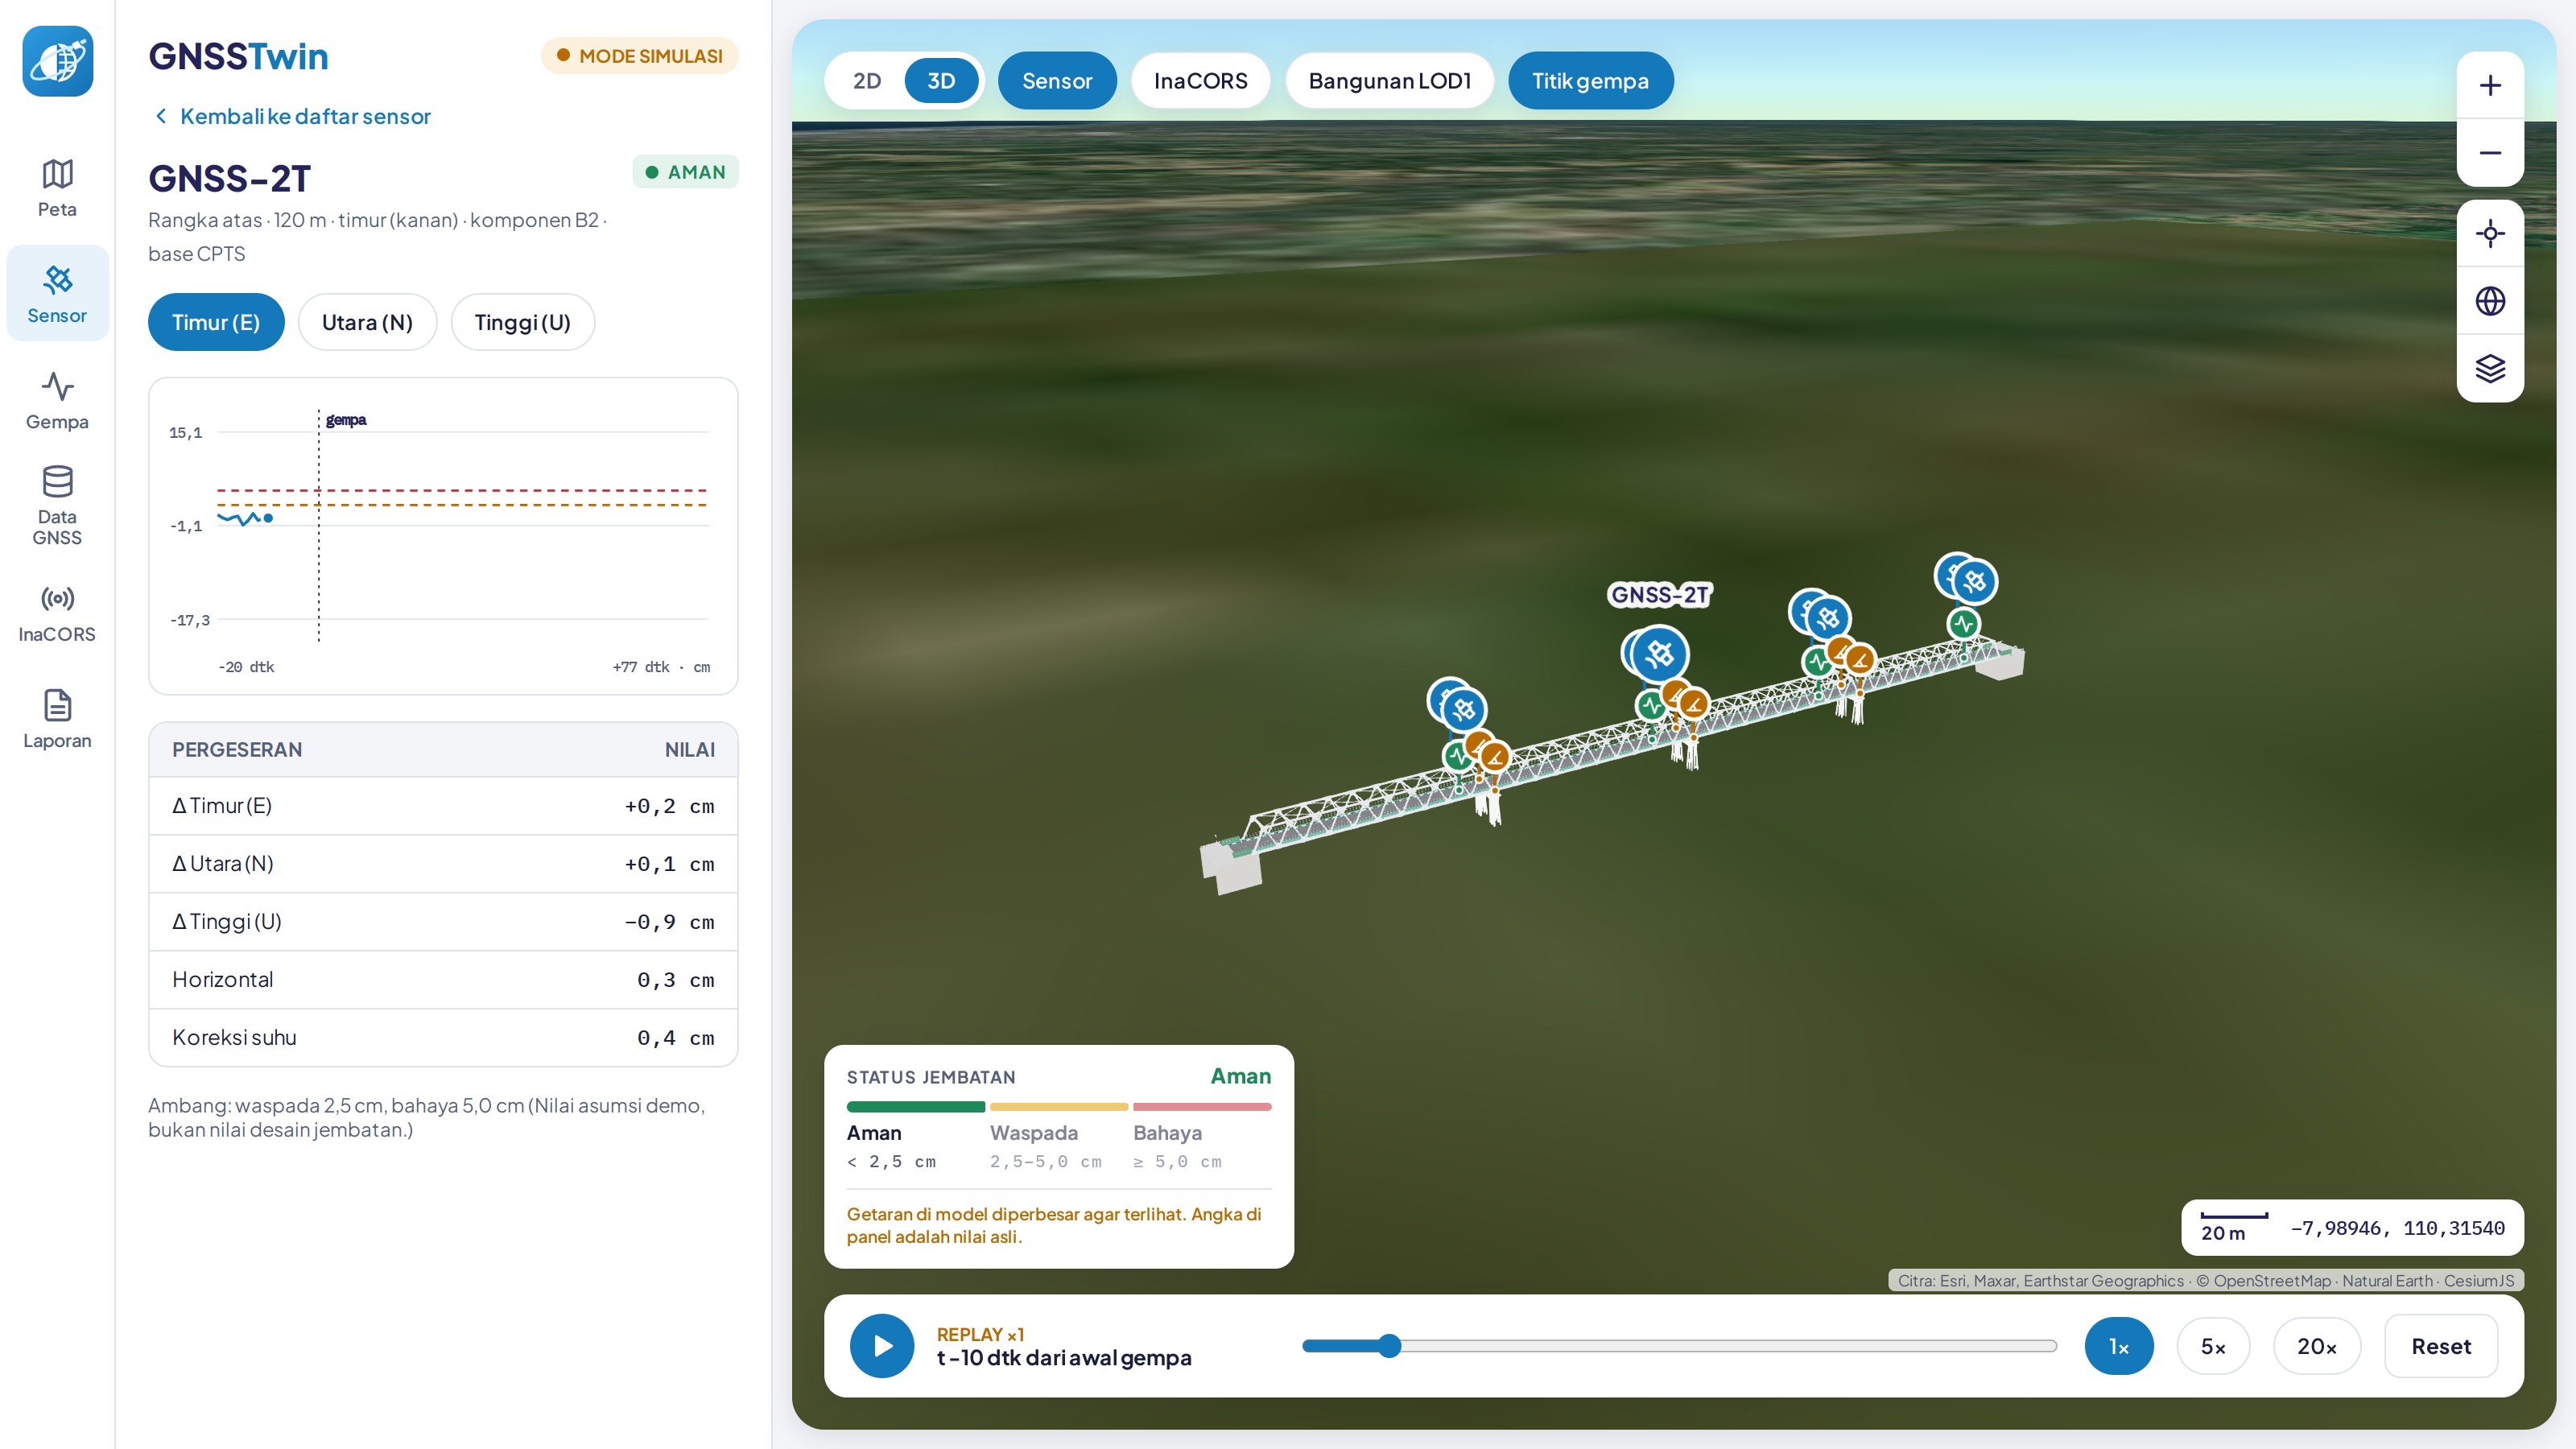 GNSSTwin
MODE SIMULASI
Kembali ke daftar sensor
GNSS-2T
AMAN
Rangka atas · 120 m · timur (kanan) · komponen B2 ·
base CPTS
Timur (E)
Utara (N)
Tinggi (U)
gempa
15,1
-1,1
-17,3
-20 dtk
+77 dtk · cm
PERGESERAN
NILAI
Δ Timur (E)
+0,2 cm
Δ Utara (N)
+0,1 cm
Δ Tinggi (U)
−0,9 cm
Horizontal
0,3 cm
Koreksi suhu
0,4 cm
Ambang: waspada 2,5 cm, bahaya 5,0 cm (Nilai asumsi demo,
bukan nilai desain jembatan.)
Peta
Sensor
Gempa
Data
GNSS
InaCORS
Laporan
2D
3D
Sensor
InaCORS
Bangunan LOD1
Titik gempa
GNSS-2T
STATUS JEMBATAN
Aman
Aman
Waspada
Bahaya
< 2,5 cm
2,5–5,0 cm
≥ 5,0 cm
Getaran di model diperbesar agar terlihat. Angka di
panel adalah nilai asli.
20 m
−7,98946, 110,31540
Citra: Esri, Maxar, Earthstar Geographics · © OpenStreetMap · Natural Earth · CesiumJS
REPLAY ×1
t −10 dtk dari awal gempa
1×
5×
20×
Reset